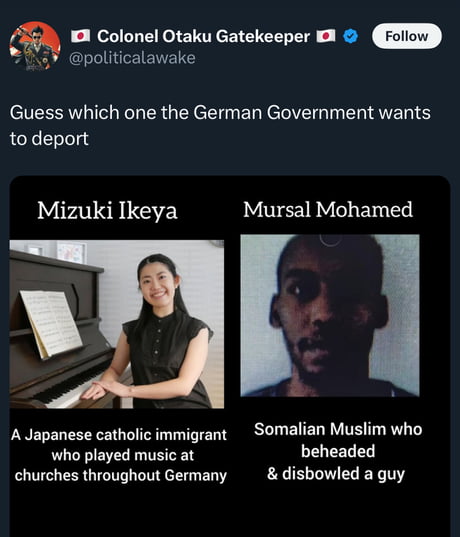 Colonel Otaku Gatekeeper
Follow
@politicalawake
Guess which one the German Government wants
to deport
Mizuki Ikeya
Mursal Mohamed
A Japanese catholic immigrant
who played music at
churches throughout Germany
Somalian Muslim who
beheaded
& disbowled a guy